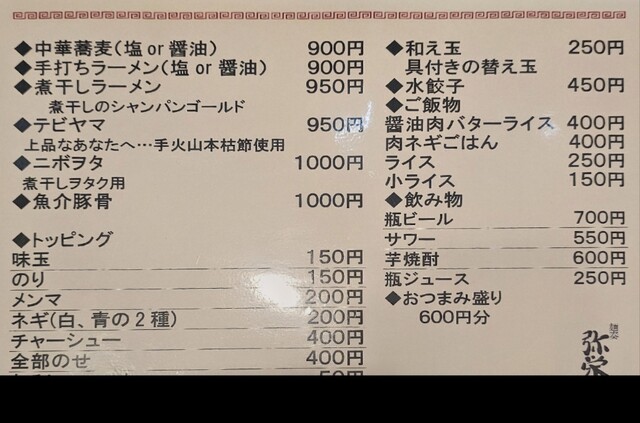 ◆中華蕎麦(塩 or 醤油) 900円
◆手打ちラーメン(塩 or 醤油) 900円
◆煮干しラーメン 950円
煮干しのシャンパンゴールド
◆テビヤマ 950円
上品なあなたへ…手火山本枯節使用
◆ニボヲタ 1000円
煮干しヲタク用
◆魚介豚骨 1000円
◆トッピング
味玉 150円
のり 150円
メンマ 200円
ネギ(白、青の2種) 200円
チャーシュー 400円
全部のせ 400円
50円
◆和え玉 250円
具付きの替え玉
◆水餃子 450円
◆ご飯物
醤油肉バターライス 400円
肉ネギごはん 400円
ライス 250円
小ライス 150円
◆飲み物
瓶ビール 700円
サワー 550円
芋焼酎 600円
瓶ジュース 250円
◆おつまみ盛り
600円分
弥栄